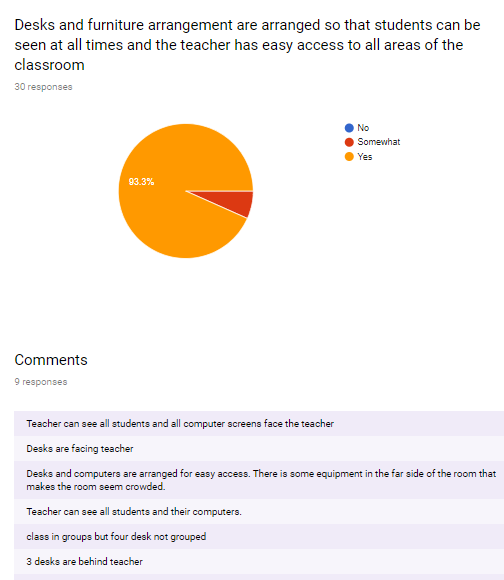 Desks and furniture arrangement are arranged so that students can be
seen at all times and the teacher has easy access to all areas of the
classroom
30 responses
No
Somewhat
Yes
93.3%
Comments
9 responses
Teacher can see all students and all computer screens face the teacher
Desks are facing teacher
Desks and computers are arranged for easy access. There is some equipment in the far side of the room that
makes the room seem crowded.
Teacher can see all students and their computers.
class in groups but four desk not grouped
3 desks are behind teacher